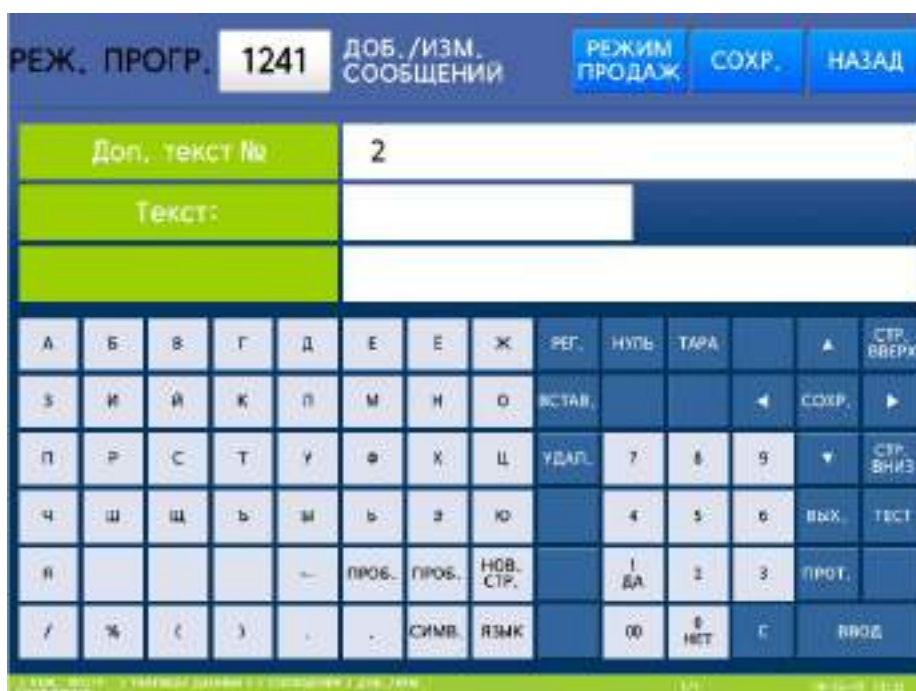 РЕЖ. ПРОГР. 1241 ДОБ./ИЗМ. СООБЩЕНИЙ РЕЖИМ ПРОДАЖ СОХР. НАЗАД
Доп. текст № 2
Текст:
А Б В Г Д Е Ё Ж РЕГ. НУЛЬ ТАРА ▲ СТР. ВВЕРХ
З И Й К Л М Н О ВСТАВ. ◀ СОХР. ▶
П Р С Т У Ф Х Ц УДАЛ. 7 8 9 ▼ СТР. ВНИЗ
Ч Ш Щ Ъ Ы Ь Э Ю 4 5 6 ВЫХ. ТЕСТ
Я ← ПРОБ. ПРОБ. НОВ. СТР. 1 ДА 2 3 ПРОТ.
/ % ( ) , . СИМВ. ЯЗЫК 00 0 НЕТ C ВВОД